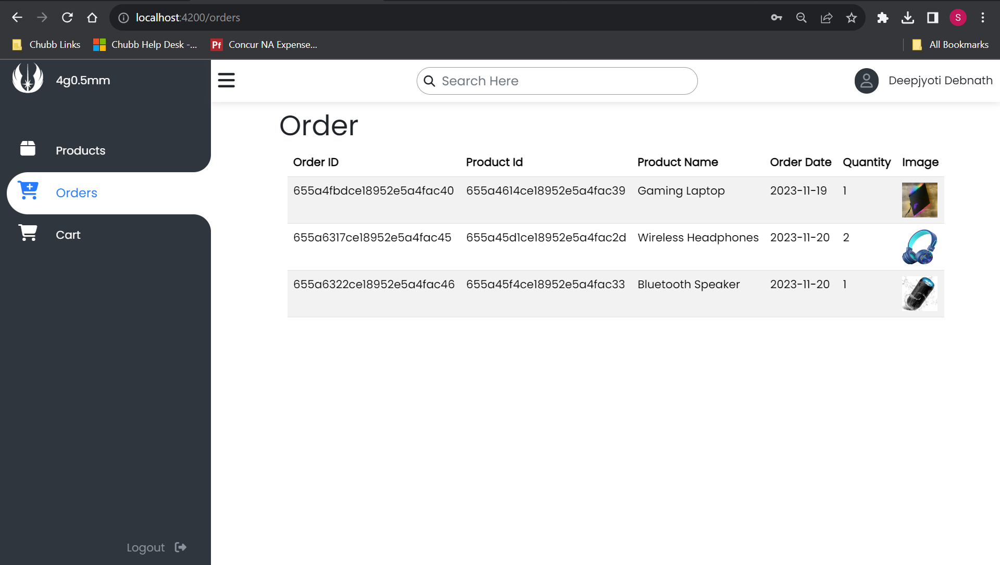 localhost:4200/orders
S
Chubb Links
Chubb Help Desk -...
Pf Concur NA Expense...
All Bookmarks
4g0.5mm
Search Here
Deepjyoti Debnath
Products
Orders
Cart
Logout
Order
Order ID Product Id Product Name Order Date Quantity Image
655a4fbdce18952e5a4fac40 655a4614ce18952e5a4fac39 Gaming Laptop 2023-11-19 1
655a6317ce18952e5a4fac45 655a45d1ce18952e5a4fac2d Wireless Headphones 2023-11-20 2
655a6322ce18952e5a4fac46 655a45f4ce18952e5a4fac33 Bluetooth Speaker 2023-11-20 1